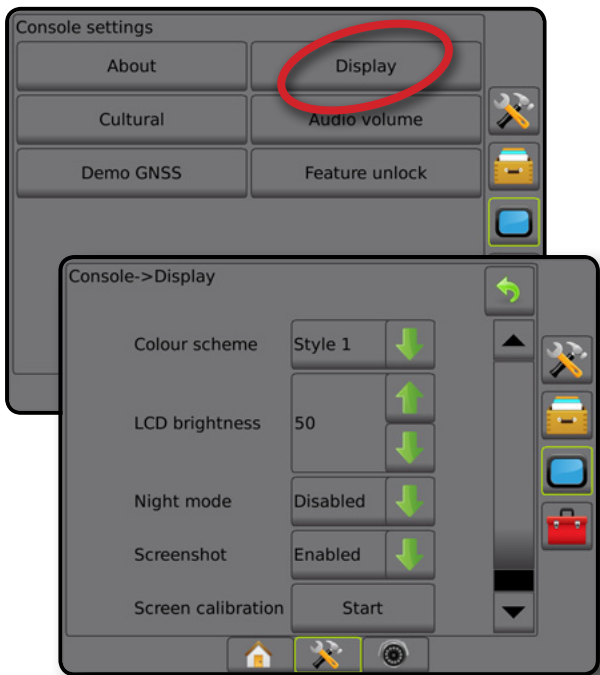 Console settings
About
Display
Cultural
Audio volume
Demo GNSS
Feature unlock
Console->Display
Colour scheme
Style 1
LCD brightness
50
Night mode
Disabled
Screenshot
Enabled
Screen calibration
Start